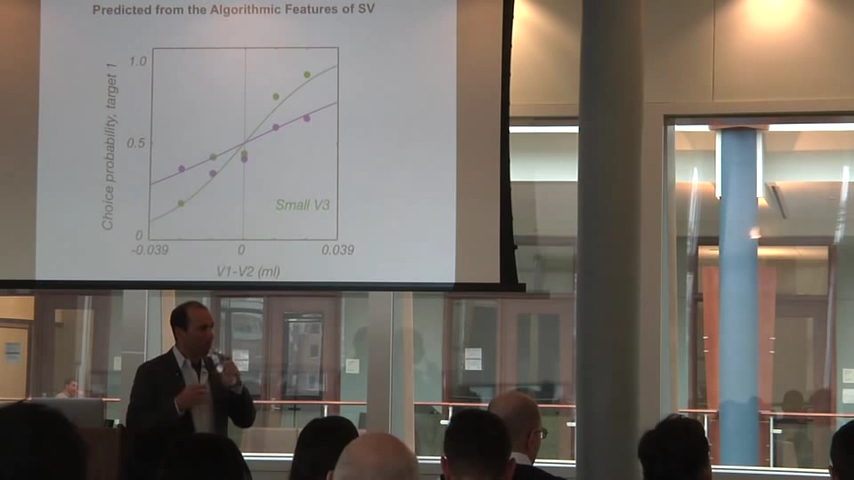 Predicted from the Algorithmic Features of SV
1.0
0.5
0
Choice probability, target 1
Small V3
-0.039
0
0.039
V1-V2 (ml)